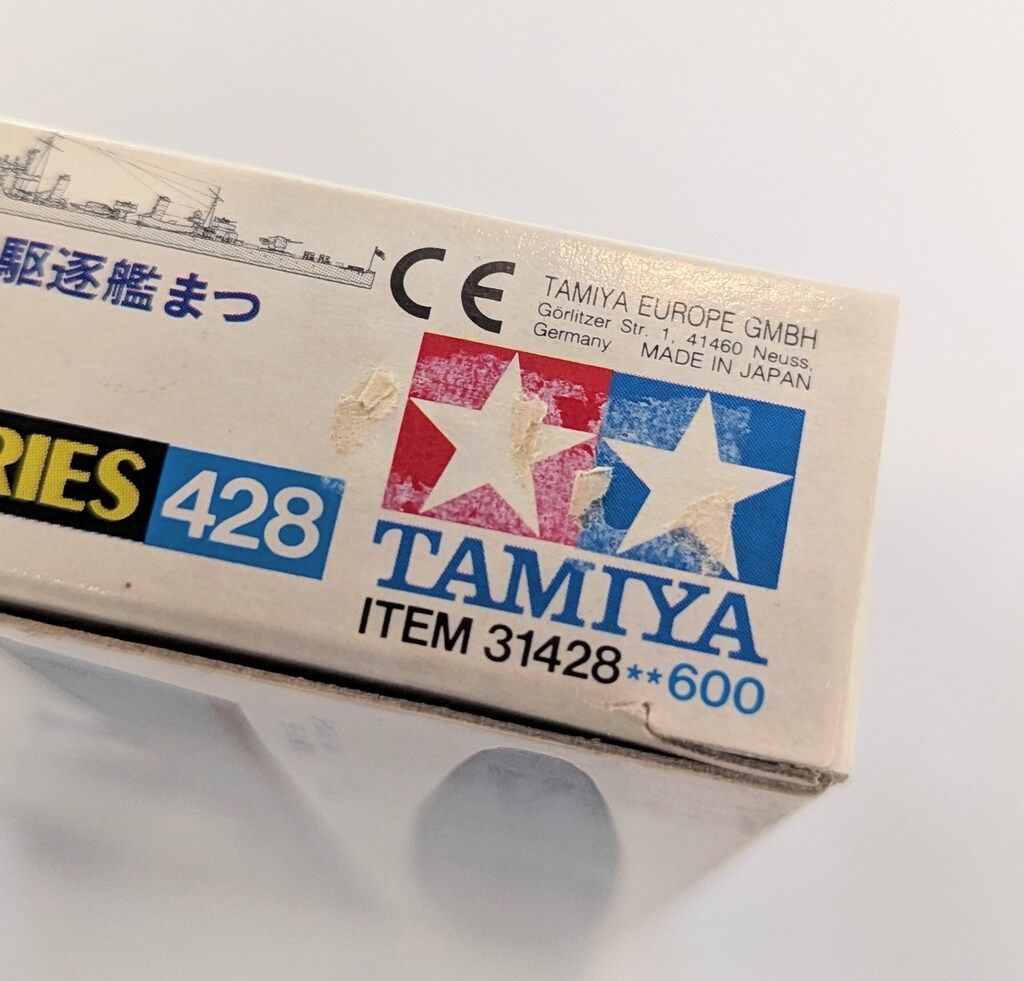 駆逐艦まつ
CE
TAMIYA EUROPE GMBH
Görlitzer Str. 1, 41460 Neuss,
Germany MADE IN JAPAN
RIES 428
TAMIYA
ITEM 31428**600